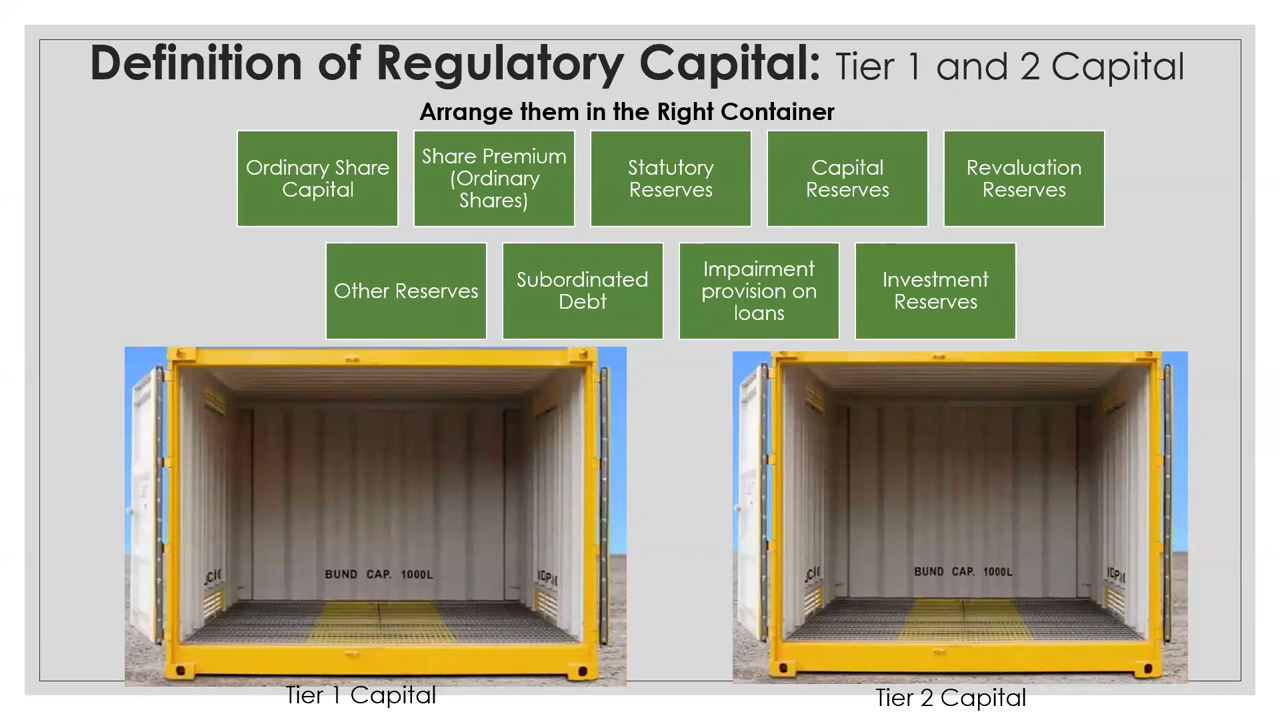 Definition of Regulatory Capital: Tier 1 and 2 Capital
Arrange them in the Right Container
Ordinary Share
Capital
Share Premium
(Ordinary
Shares)
Statutory
Reserves
Capital
Reserves
Revaluation
Reserves
Other Reserves
Subordinated
Debt
Impairment
provision on
loans
Investment
Reserves
BUND CAP. 1000L
BUND CAP. 1000L
Tier 1 Capital
Tier 2 Capital